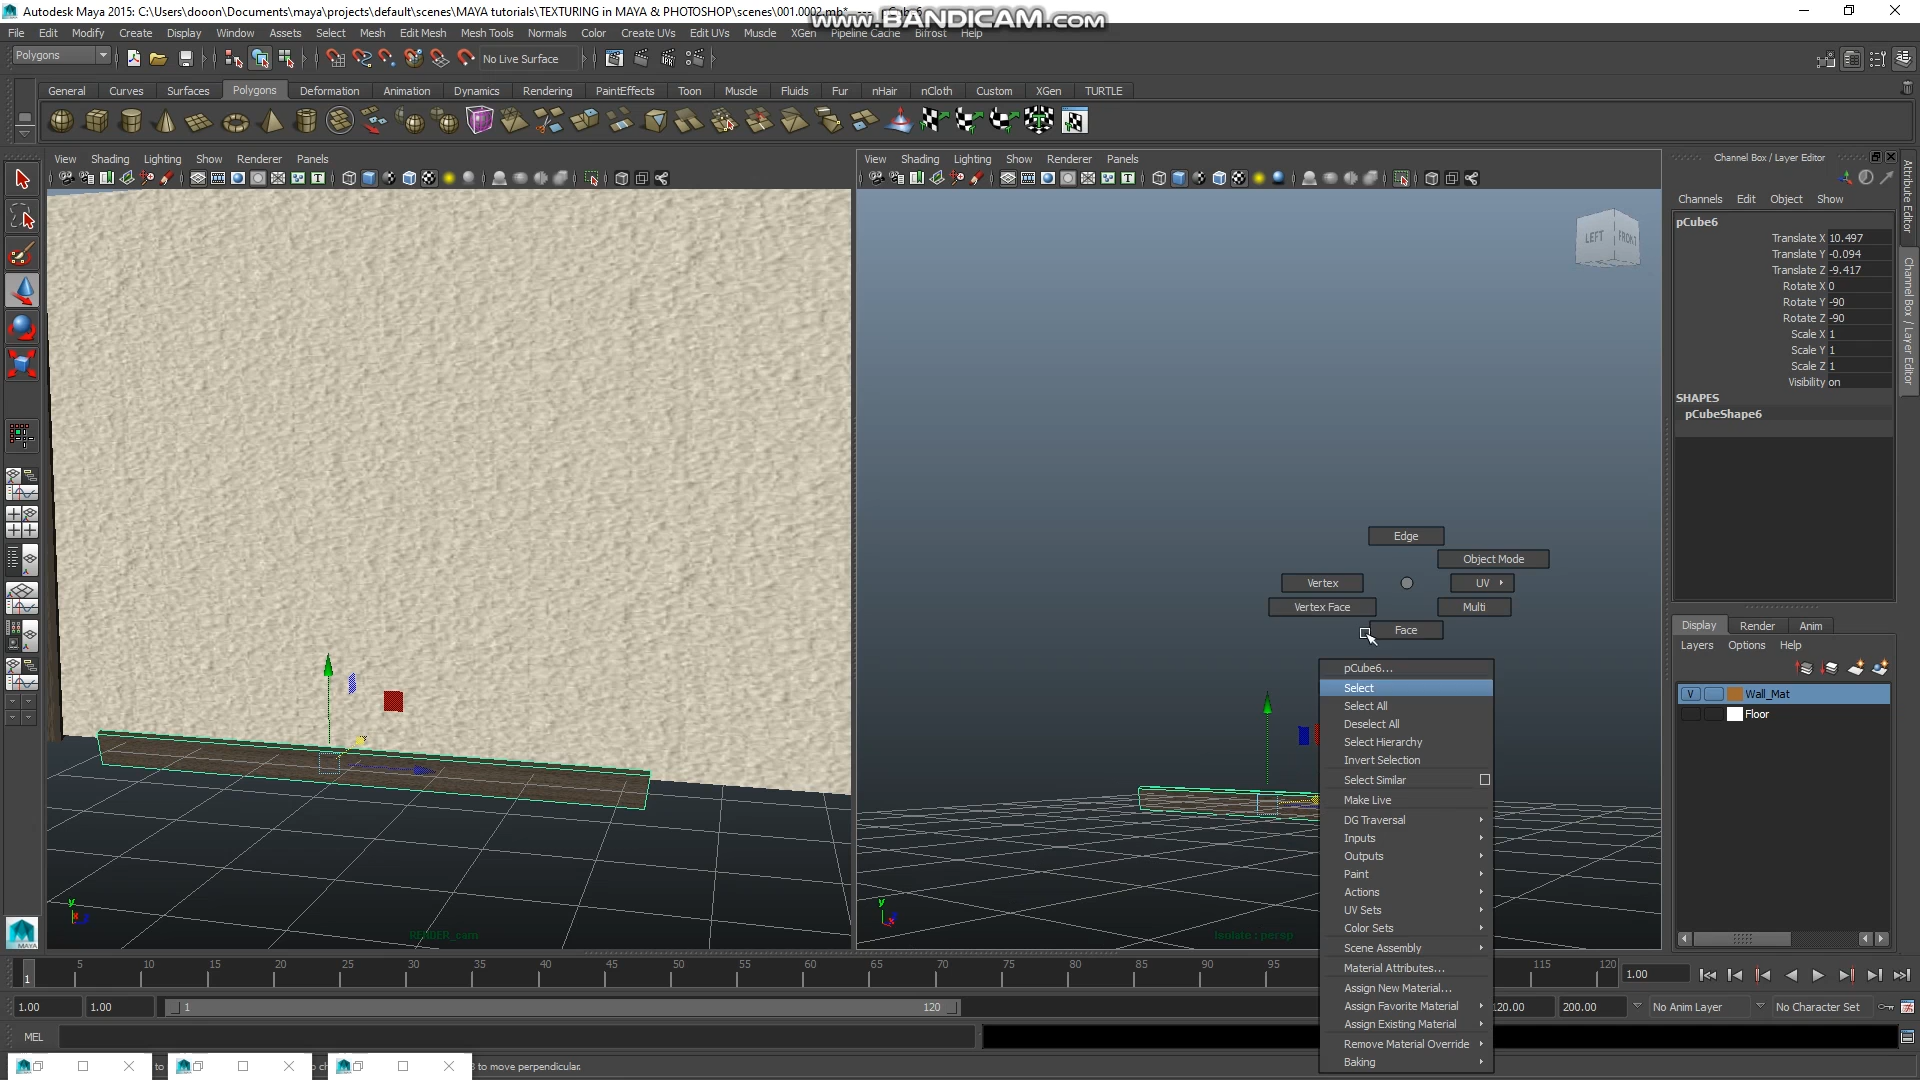 Autodesk Maya 2015: C:\Users\dooon\Documents\maya\projects\default\scenes\MAYA tutorials\TEXTURING in MAYA & PHOTOSHOP\scenes\001.0002.mb*
www.BANDICAM.com
File Edit Modify Create Display Window Assets Select Mesh Edit Mesh Mesh Tools Normals Color Create UVs Edit UVs Muscle XGen Pipeline Cache Bifrost Help
Polygons No Live Surface
General Curves Surfaces Polygons Deformation Animation Dynamics Rendering PaintEffects Toon Muscle Fluids Fur nHair nCloth Custom XGen TURTLE
View Shading Lighting Show Renderer Panels
View Shading Lighting Show Renderer Panels
Channel Box / Layer Editor
Channels Edit Object Show
pCube6
Translate X 10.497
Translate Y -0.094
Translate Z -9.417
Rotate X 0
Rotate Y -90
Rotate Z -90
Scale X 1
Scale Y 1
Scale Z 1
Visibility on
SHAPES
pCubeShape6
Attribute Editor
Channel Box / Layer Editor
LEFT FRONT
Edge
Object Mode
Vertex
UV
Vertex Face
Multi
Face
pCube6...
Select
Select All
Deselect All
Select Hierarchy
Invert Selection
Select Similar
Make Live
DG Traversal
Inputs
Outputs
Paint
Actions
UV Sets
Color Sets
Scene Assembly
Material Attributes...
Assign New Material...
Assign Favorite Material
Assign Existing Material
Remove Material Override
Baking
Display Render Anim
Layers Options Help
V Wall_Mat
Floor
RENDER_cam
Isolate : persp
1 5 10 15 20 25 30 35 40 45 50 55 60 65 70 75 80 85 90 95 115 120 1.00
1.00 1.00 1 120 20.00 200.00 No Anim Layer No Character Set
MEL
MAYA
to move perpendicular.